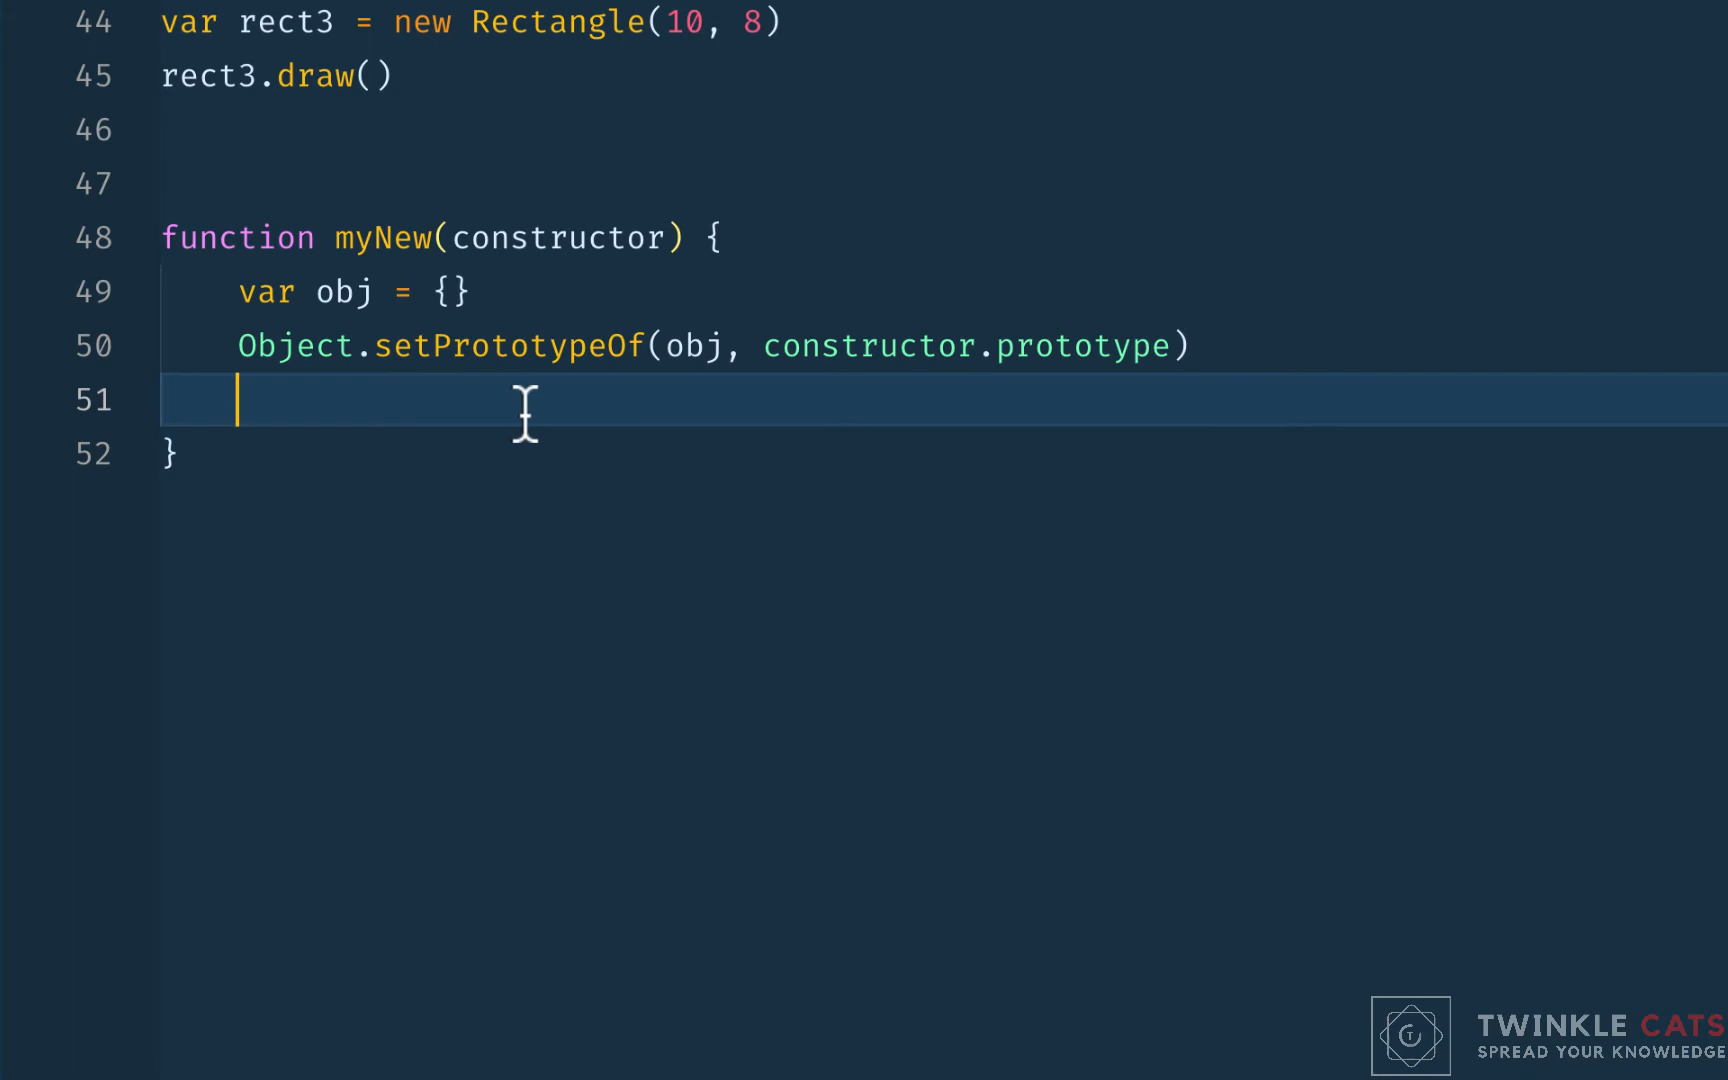 44 var rect3 = new Rectangle(10, 8)
45 rect3.draw()
46
47
48 function myNew(constructor) {
49 var obj = {}
50 Object.setPrototypeOf(obj, constructor.prototype)
51
52 }
TWINKLE CATS
SPREAD YOUR KNOWLEDGE